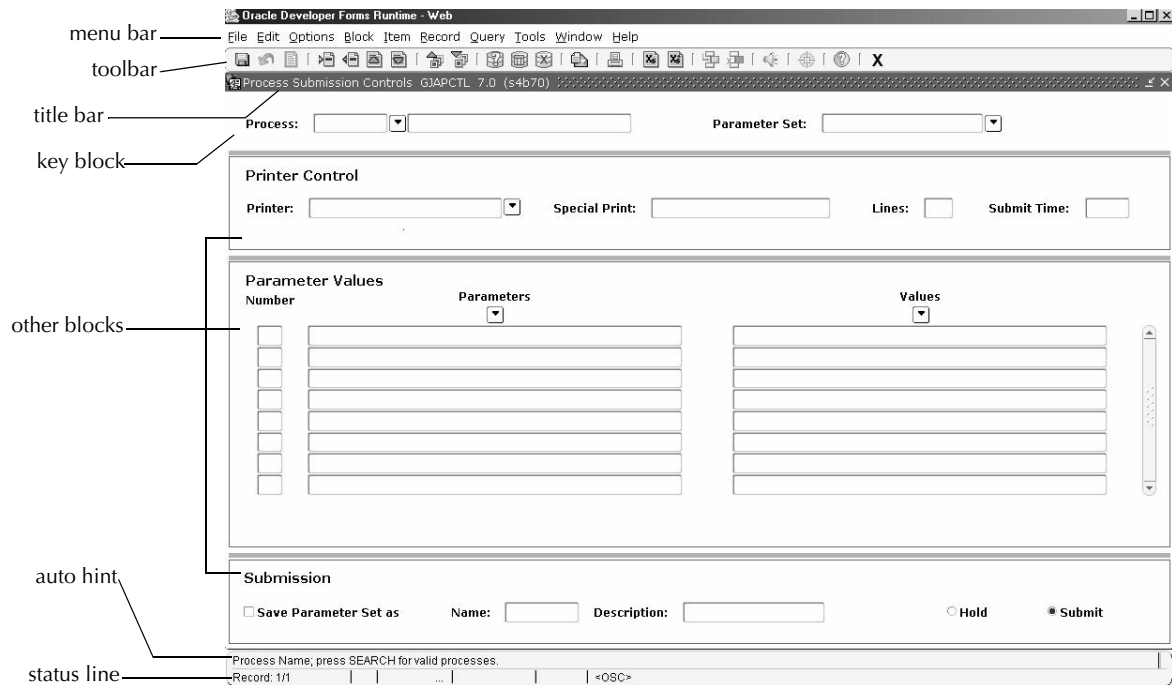 Oracle Developer Forms Runtime - Web
menu bar
File Edit Options Block Item Record Query Tools Window Help
toolbar
X
Process Submission Controls GJAPCTL 7.0 (s4b70)
title bar
Process:
Parameter Set:
key block
Printer Control
Printer:
Special Print:
Lines:
Submit Time:
Parameter Values
Number
Parameters
Values
other blocks
auto hint
Submission
Save Parameter Set as
Name:
Description:
Hold
Submit
Process Name; press SEARCH for valid processes.
status line
Record: 1/1
...
<OSC>